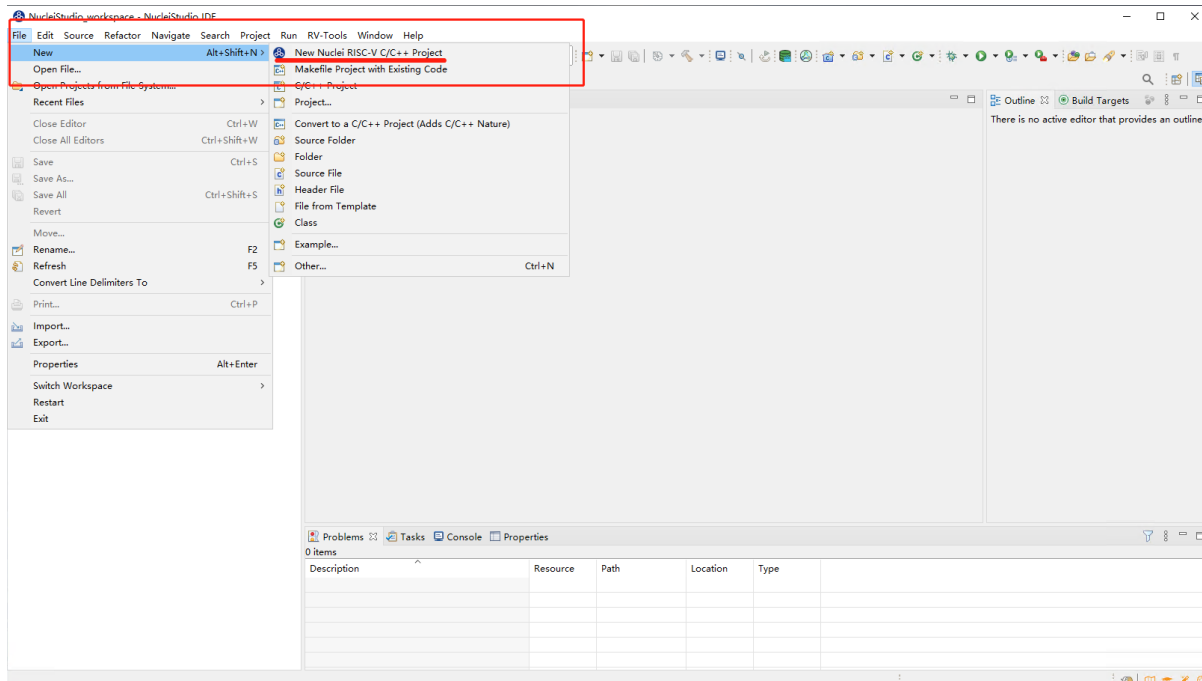 NucleiStudio_workspace - NucleiStudio IDE
File Edit Source Refactor Navigate Search Project Run RV-Tools Window Help
New Alt+Shift+N >
Open File...
Open Projects from File System...
Recent Files >
Close Editor Ctrl+W
Close All Editors Ctrl+Shift+W
Save Ctrl+S
Save As...
Save All Ctrl+Shift+S
Revert
Move...
Rename... F2
Refresh F5
Convert Line Delimiters To >
Print... Ctrl+P
Import...
Export...
Properties Alt+Enter
Switch Workspace >
Restart
Exit
New Nuclei RISC-V C/C++ Project
Makefile Project with Existing Code
C/C++ Project
Project...
Convert to a C/C++ Project (Adds C/C++ Nature)
Source Folder
Folder
Source File
Header File
File from Template
Class
Example...
Other... Ctrl+N
Outline Build Targets
There is no active editor that provides an outline
Problems Tasks Console Properties
0 items
Description Resource Path Location Type